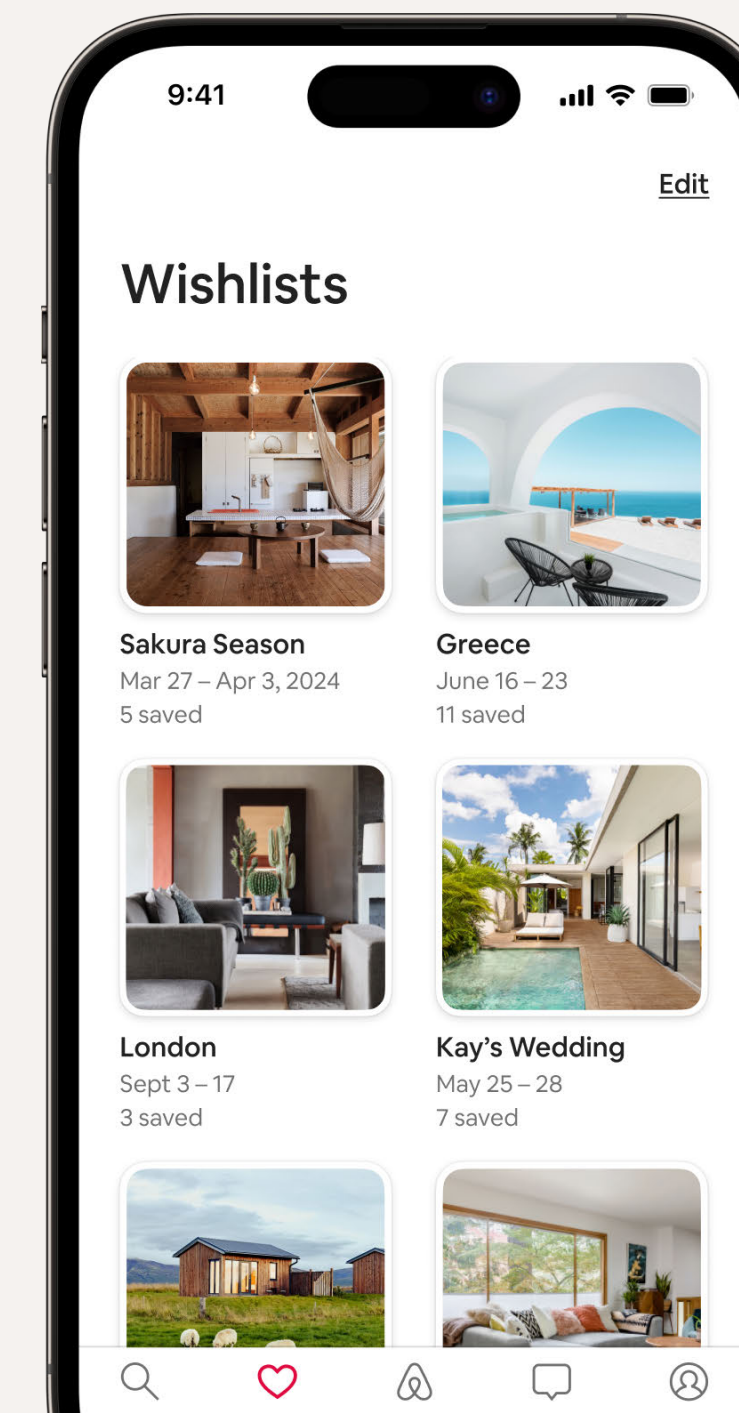 9:41
Edit
Wishlists
Sakura Season
Mar 27 – Apr 3, 2024
5 saved
Greece
June 16 – 23
11 saved
London
Sept 3 – 17
3 saved
Kay’s Wedding
May 25 – 28
7 saved